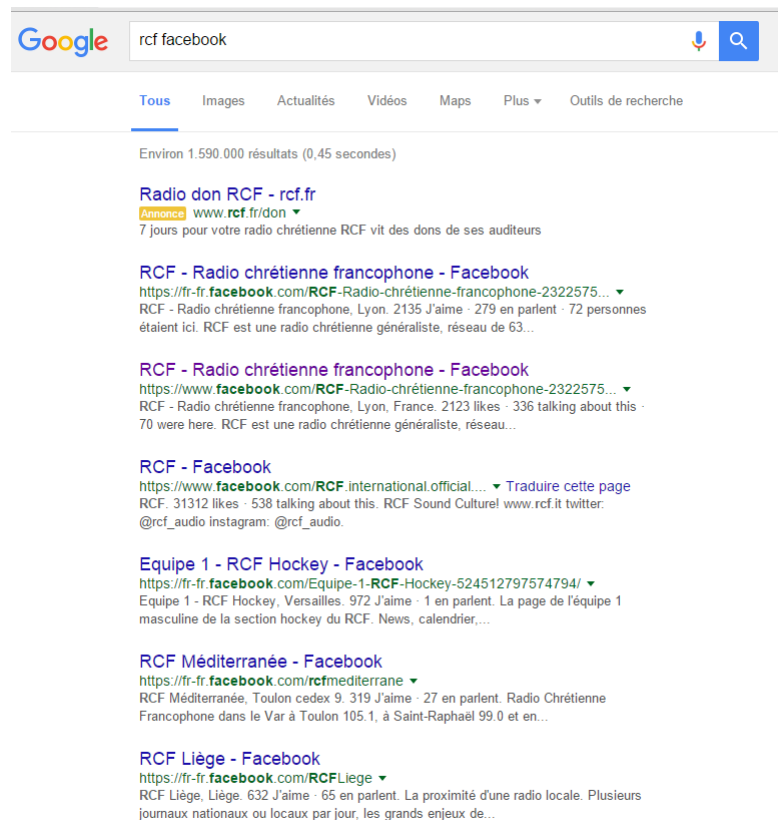 Google
rcf facebook
Tous Images Actualités Vidéos Maps Plus Outils de recherche
Environ 1.590.000 résultats (0,45 secondes)
Radio don RCF - rcf.fr
Annonce www.rcf.fr/don
7 jours pour votre radio chrétienne RCF vit des dons de ses auditeurs
RCF - Radio chrétienne francophone - Facebook
https://fr-fr.facebook.com/RCF-Radio-chrétienne-francophone-2322575...
RCF - Radio chrétienne francophone, Lyon. 2135 J'aime · 279 en parlent · 72 personnes
étaient ici. RCF est une radio chrétienne généraliste, réseau de 63...
RCF - Radio chrétienne francophone - Facebook
https://www.facebook.com/RCF-Radio-chrétienne-francophone-2322575...
RCF - Radio chrétienne francophone, Lyon, France. 2123 likes · 336 talking about this ·
70 were here. RCF est une radio chrétienne généraliste, réseau...
RCF - Facebook
https://www.facebook.com/RCF.international.official.... Traduire cette page
RCF. 31312 likes · 538 talking about this. RCF Sound Culture! www.rcf.it twitter:
@rcf_audio instagram: @rcf_audio.
Equipe 1 - RCF Hockey - Facebook
https://fr-fr.facebook.com/Equipe-1-RCF-Hockey-524512797574794/
Equipe 1 - RCF Hockey, Versailles. 972 J'aime · 1 en parlent. La page de l'équipe 1
masculine de la section hockey du RCF. News, calendrier,...
RCF Méditerranée - Facebook
https://fr-fr.facebook.com/rcfmediterrane
RCF Méditerranée, Toulon cedex 9. 319 J'aime · 27 en parlent. Radio Chrétienne
Francophone dans le Var à Toulon 105.1, à Saint-Raphaël 99.0 et en...
RCF Liège - Facebook
https://fr-fr.facebook.com/RCFLiege
RCF Liège, Liège. 632 J'aime · 65 en parlent. La proximité d'une radio locale. Plusieurs
journaux nationaux ou locaux par jour, les grands enjeux de...